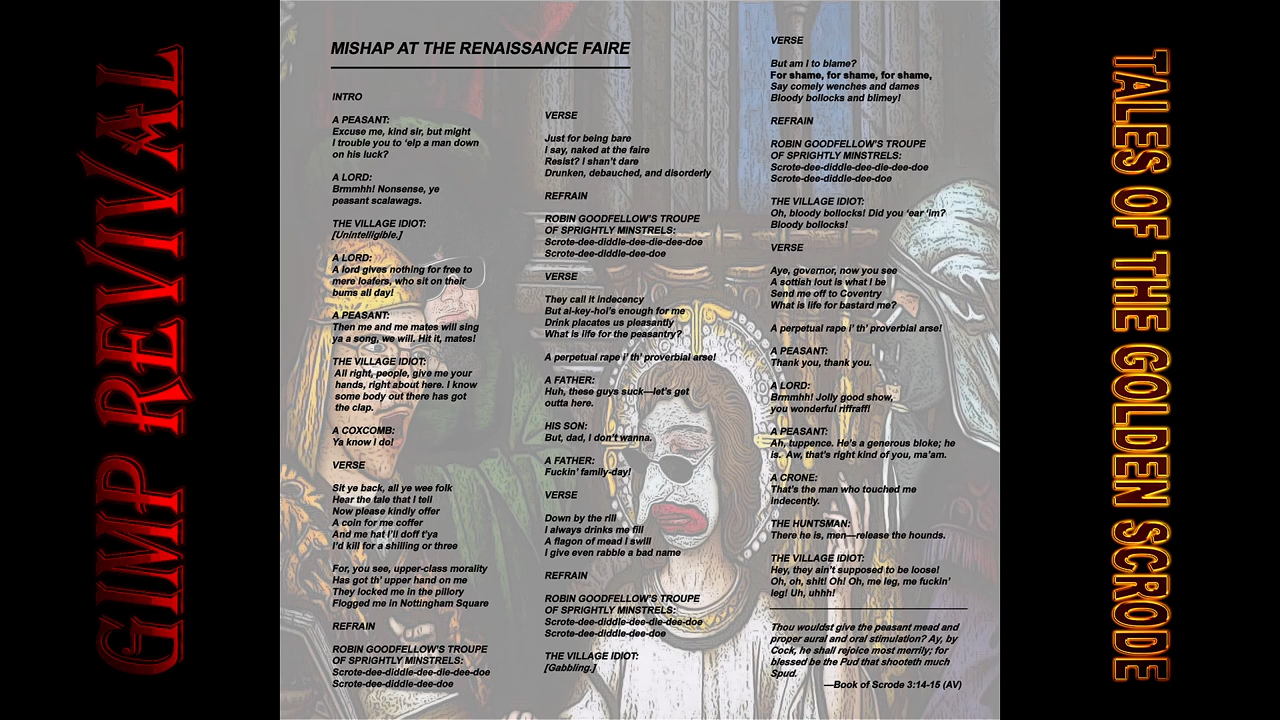 GIMP REVIVAL
MISHAP AT THE RENAISSANCE FAIRE
INTRO
A PEASANT:
Excuse me, kind sir, but might
I trouble you to ‘elp a man down
on his luck?
A LORD:
Brmmhh! Nonsense, ye
peasant scalawags.
THE VILLAGE IDIOT:
[Unintelligible.]
A LORD:
A lord gives nothing for free to
mere loafers, who sit on their
bums all day!
A PEASANT:
Then me and me mates will sing
ya a song, we will. Hit it, mates!
THE VILLAGE IDIOT:
All right, people, give me your
hands, right about here. I know
some body out there has got
the clap.
A COXCOMB:
Ya know I do!
VERSE
Sit ye back, all ye wee folk
Hear the tale that I tell
Now please kindly offer
A coin for me coffer
And me hat I’ll doff t’ya
I’d kill for a shilling or three
For, you see, upper-class morality
Has got th’ upper hand on me
They locked me in the pillory
Flogged me in Nottingham Square
REFRAIN
ROBIN GOODFELLOW’S TROUPE
OF SPRIGHTLY MINSTRELS:
Scrote-dee-diddle-dee-die-dee-doe
Scrote-dee-diddle-dee-doe
VERSE
Just for being bare
I say, naked at the faire
Resist? I shan’t dare
Drunken, debauched, and disorderly
REFRAIN
ROBIN GOODFELLOW’S TROUPE
OF SPRIGHTLY MINSTRELS:
Scrote-dee-diddle-dee-die-dee-doe
Scrote-dee-diddle-dee-doe
VERSE
They call it indecency
But al-key-hol’s enough for me
Drink placates us pleasantly
What is life for the peasantry?
A perpetual rape i’ th’ proverbial arse!
A FATHER:
Huh, these guys suck—let’s get
outta here.
HIS SON:
But, dad, I don’t wanna.
A FATHER:
Fuckin’ family-day!
VERSE
Down by the rill
I always drinks me fill
A flagon of mead I swill
I give even rabble a bad name
REFRAIN
ROBIN GOODFELLOW’S TROUPE
OF SPRIGHTLY MINSTRELS:
Scrote-dee-diddle-dee-die-dee-doe
Scrote-dee-diddle-dee-doe
THE VILLAGE IDIOT:
[Gabbling.]
VERSE
But am I to blame?
For shame, for shame, for shame,
Say comely wenches and dames
Bloody bollocks and blimey!
REFRAIN
ROBIN GOODFELLOW’S TROUPE
OF SPRIGHTLY MINSTRELS:
Scrote-dee-diddle-dee-die-dee-doe
Scrote-dee-diddle-dee-doe
THE VILLAGE IDIOT:
Oh, bloody bollocks! Did you ‘ear ‘im?
Bloody bollocks!
VERSE
Aye, governor, now you see
A sottish lout is what I be
Send me off to Coventry
What is life for bastard me?
A perpetual rape i’ th’ proverbial arse!
A PEASANT:
Thank you, thank you.
A LORD:
Brmmhh! Jolly good show,
you wonderful riffraff!
A PEASANT:
Ah, tuppence. He’s a generous bloke; he
is. Aw, that’s right kind of you, ma’am.
A CRONE:
That’s the man who touched me
indecently.
THE HUNTSMAN:
There he is, men—release the hounds.
THE VILLAGE IDIOT:
Hey, they ain’t supposed to be loose!
Oh, oh, shit! Oh! Oh, me leg, me fuckin’
leg! Uh, uhhh!
Thou wouldst give the peasant mead and
proper aural and oral stimulation? Ay, by
Cock, he shall rejoice most merrily; for
blessed be the Pud that shooteth much
Spud.
—Book of Scrode 3:14-15 (AV)
TALES OF THE GOLDEN SCRODE